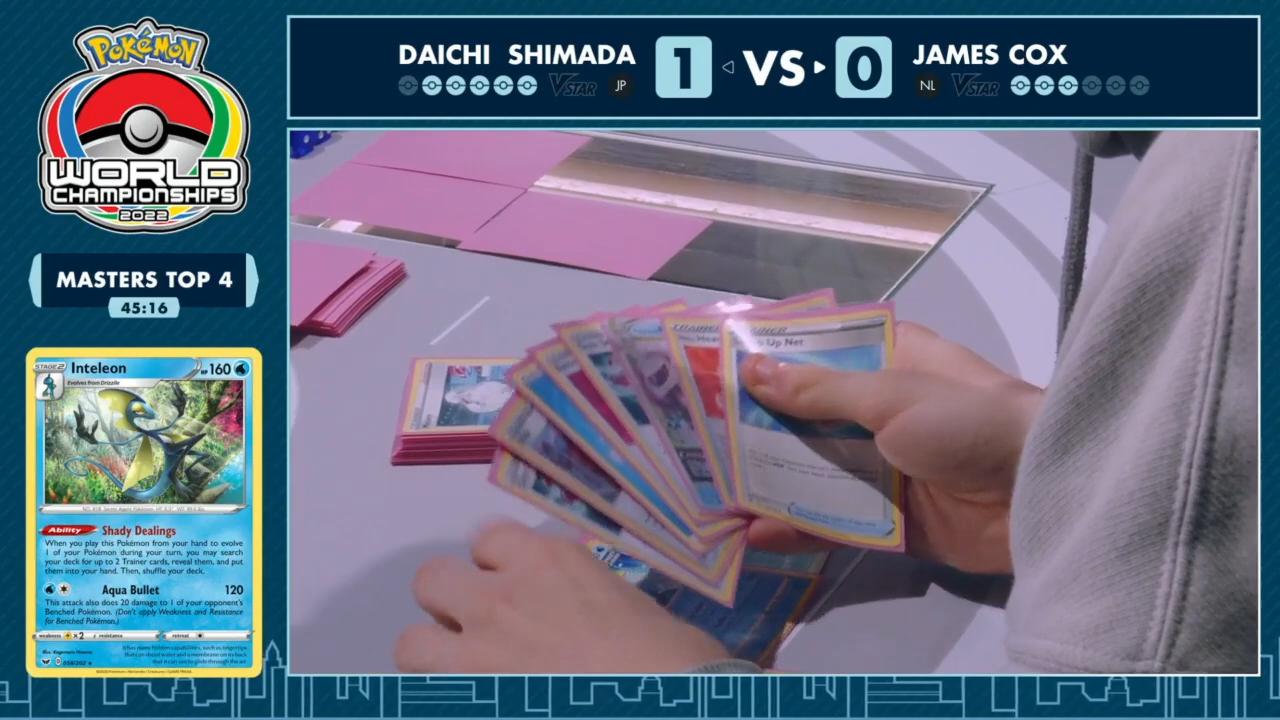 Pokémon
WORLD
CHAMPIONSHIPS
2022
MASTERS TOP 4
45:16
DAICHI SHIMADA
1
VS
0
JAMES COX
VSTAR
JP
NL
VSTAR
STAGE 2
Inteleon
HP 160
Evolves from Drizzile
Ability
Shady Dealings
When you play this Pokémon from your hand to evolve
1 of your Pokémon during your turn, you may search
your deck for up to 2 Trainer cards, reveal them, and put
them into your hand. Then, shuffle your deck.
Aqua Bullet
120
This attack also does 20 damage to 1 of your opponent's
Benched Pokémon. (Don't apply Weakness and Resistance
for Benched Pokémon.)
weakness
×2
resistance
retreat
058/202
TRAINER
Up Net